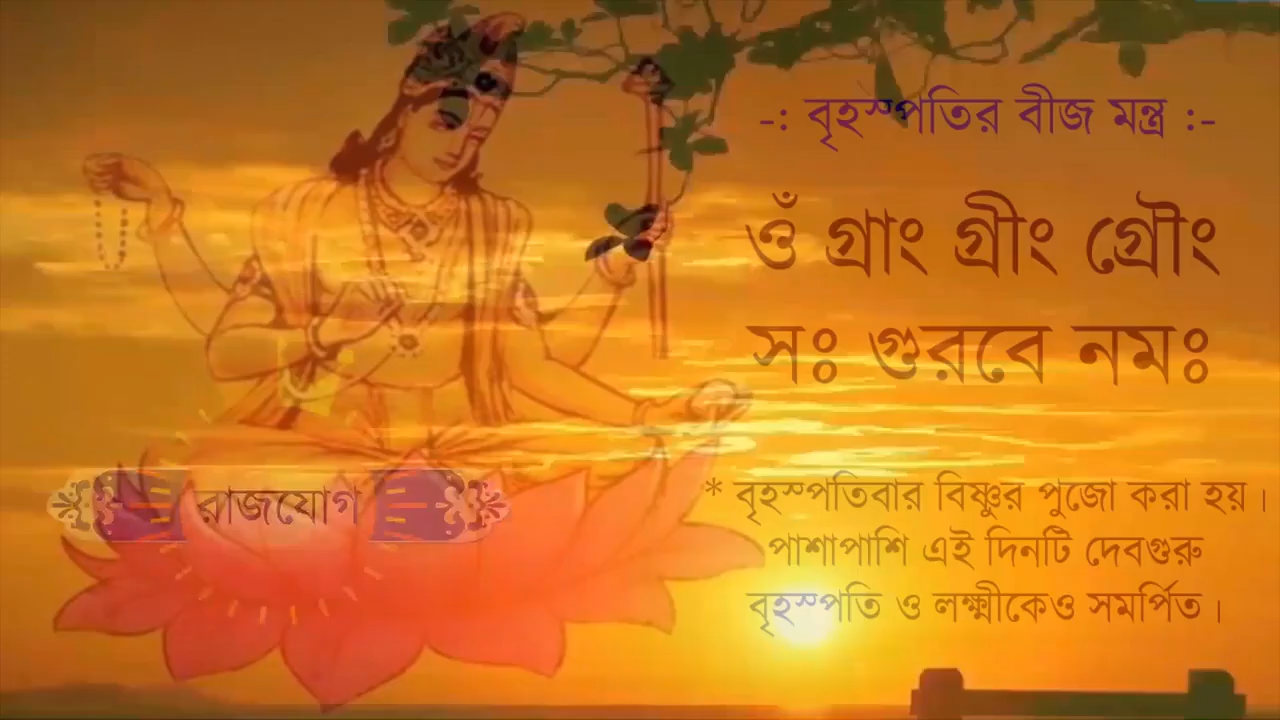 -: বৃহস্পতির বীজ মন্ত্র :-
ওঁ গ্রাং গ্রীং গ্রৌং
সঃ গুরবে নমঃ
রাজযোগ
* বৃহস্পতিবার বিষ্ণুর পুজো করা হয়।
পাশাপাশি এই দিনটি দেবগুরু
বৃহস্পতি ও লক্ষ্মীকেও সমর্পিত।